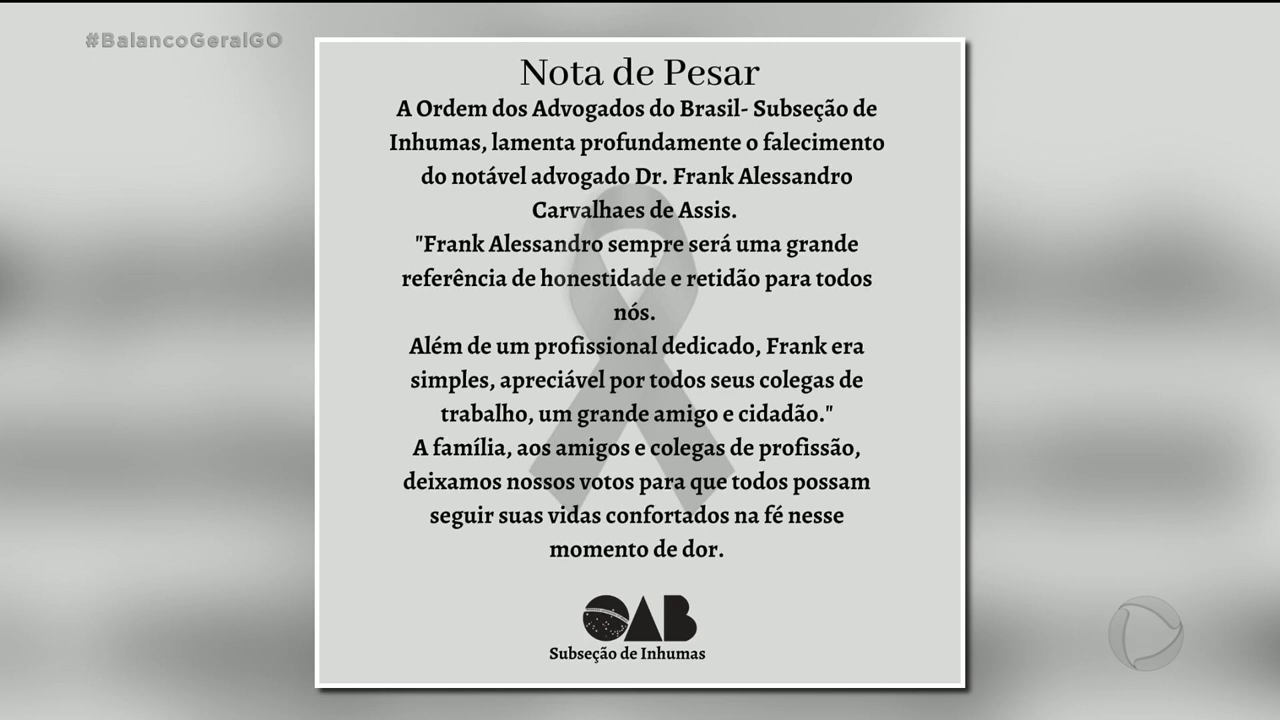 #BalancoGeralGO
Nota de Pesar
A Ordem dos Advogados do Brasil- Subseção de
Inhumas, lamenta profundamente o falecimento
do notável advogado Dr. Frank Alessandro
Carvalhaes de Assis.
"Frank Alessandro sempre será uma grande
referência de honestidade e retidão para todos
nós.
Além de um profissional dedicado, Frank era
simples, apreciável por todos seus colegas de
trabalho, um grande amigo e cidadão."
A família, aos amigos e colegas de profissão,
deixamos nossos votos para que todos possam
seguir suas vidas confortados na fé nesse
momento de dor.
OAB
Subseção de Inhumas